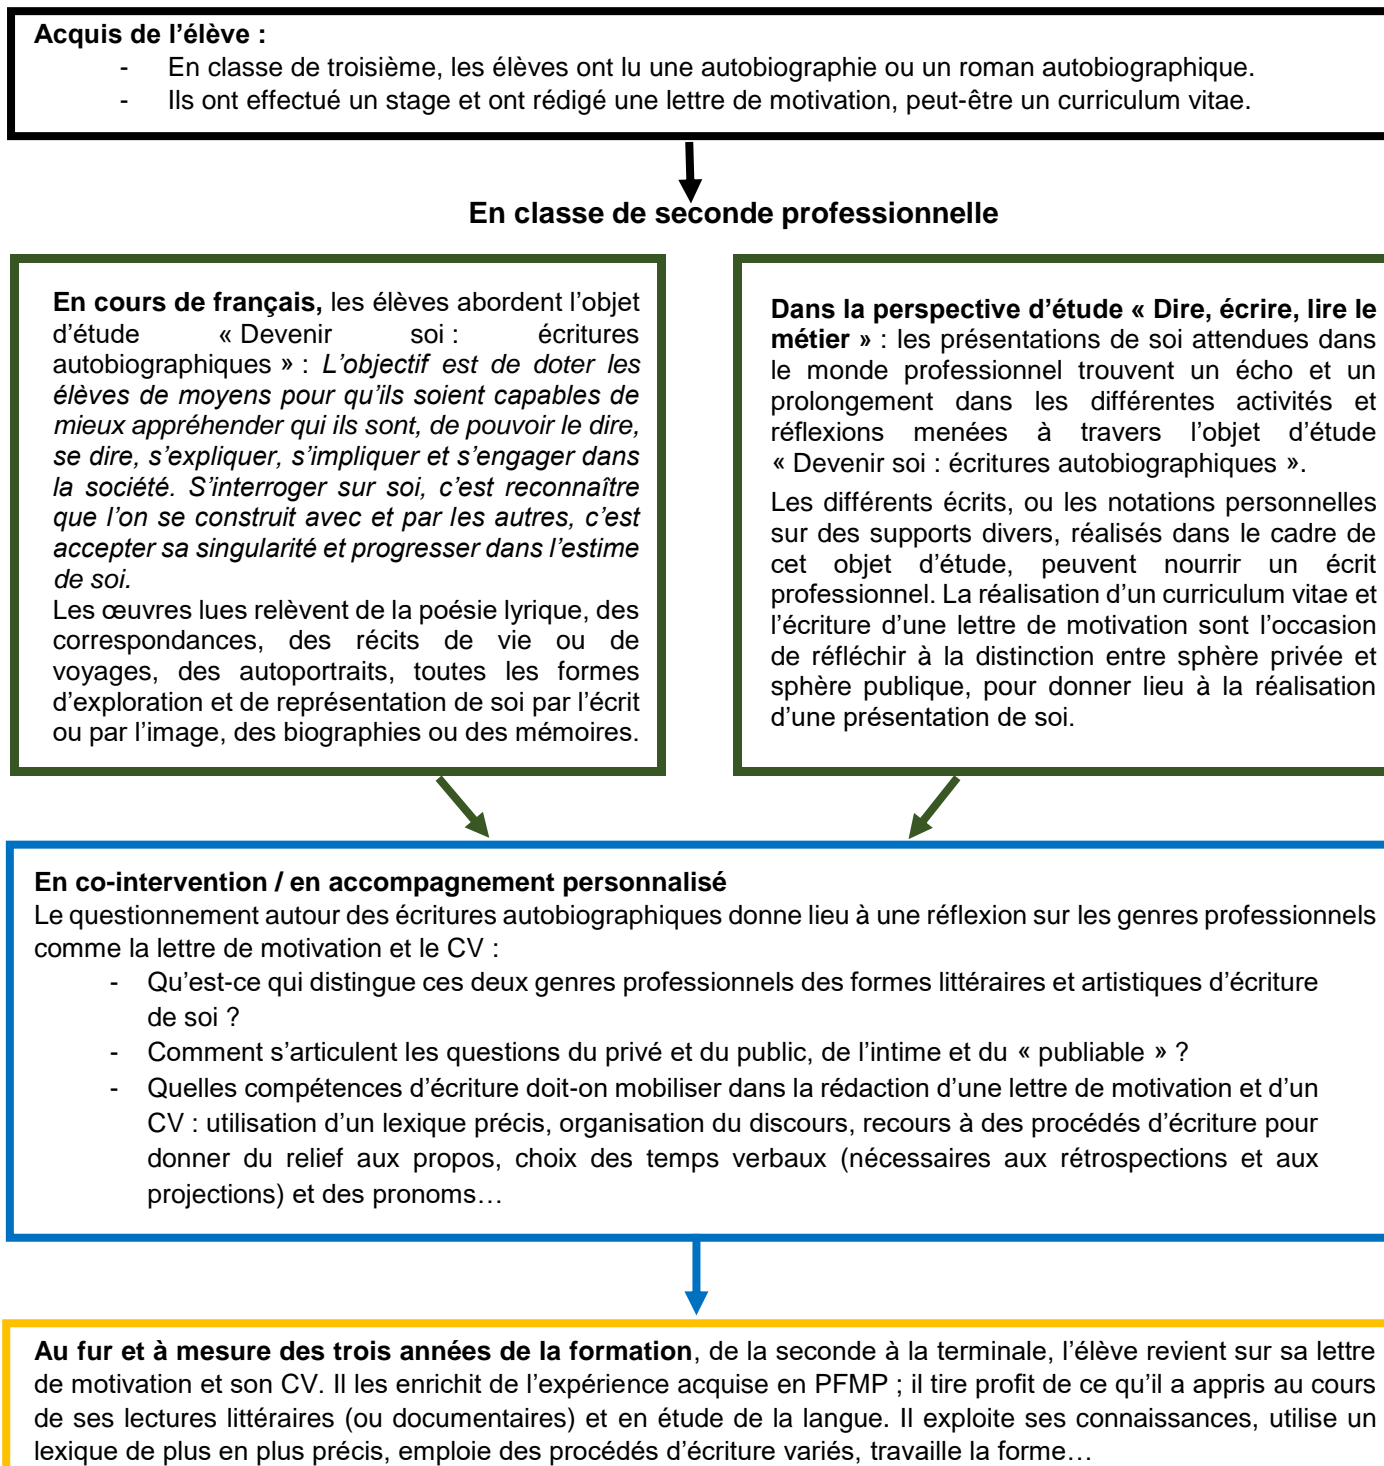 Acquis de l’élève :
- En classe de troisième, les élèves ont lu une autobiographie ou un roman autobiographique.
- Ils ont effectué un stage et ont rédigé une lettre de motivation, peut-être un curriculum vitae.
En classe de seconde professionnelle
En cours de français, les élèves abordent l’objet
d’étude « Devenir soi : écritures
autobiographiques » : L’objectif est de doter les
élèves de moyens pour qu’ils soient capables de
mieux appréhender qui ils sont, de pouvoir le dire,
se dire, s’expliquer, s’impliquer et s’engager dans
la société. S’interroger sur soi, c’est reconnaître
que l’on se construit avec et par les autres, c’est
accepter sa singularité et progresser dans l’estime
de soi.
Les œuvres lues relèvent de la poésie lyrique, des
correspondances, des récits de vie ou de
voyages, des autoportraits, toutes les formes
d’exploration et de représentation de soi par l’écrit
ou par l’image, des biographies ou des mémoires.
Dans la perspective d’étude « Dire, écrire, lire le
métier » : les présentations de soi attendues dans
le monde professionnel trouvent un écho et un
prolongement dans les différentes activités et
réflexions menées à travers l’objet d’étude
« Devenir soi : écritures autobiographiques ».
Les différents écrits, ou les notations personnelles
sur des supports divers, réalisés dans le cadre de
cet objet d’étude, peuvent nourrir un écrit
professionnel. La réalisation d’un curriculum vitae et
l’écriture d’une lettre de motivation sont l’occasion
de réfléchir à la distinction entre sphère privée et
sphère publique, pour donner lieu à la réalisation
d’une présentation de soi.
En co-intervention / en accompagnement personnalisé
Le questionnement autour des écritures autobiographiques donne lieu à une réflexion sur les genres professionnels
comme la lettre de motivation et le CV :
- Qu’est-ce qui distingue ces deux genres professionnels des formes littéraires et artistiques d’écriture
de soi ?
- Comment s’articulent les questions du privé et du public, de l’intime et du « publiable » ?
- Quelles compétences d’écriture doit-on mobiliser dans la rédaction d’une lettre de motivation et d’un
CV : utilisation d’un lexique précis, organisation du discours, recours à des procédés d’écriture pour
donner du relief aux propos, choix des temps verbaux (nécessaires aux rétrospections et aux
projections) et des pronoms…
Au fur et à mesure des trois années de la formation, de la seconde à la terminale, l’élève revient sur sa lettre
de motivation et son CV. Il les enrichit de l’expérience acquise en PFMP ; il tire profit de ce qu’il a appris au cours
de ses lectures littéraires (ou documentaires) et en étude de la langue. Il exploite ses connaissances, utilise un
lexique de plus en plus précis, emploie des procédés d’écriture variés, travaille la forme…